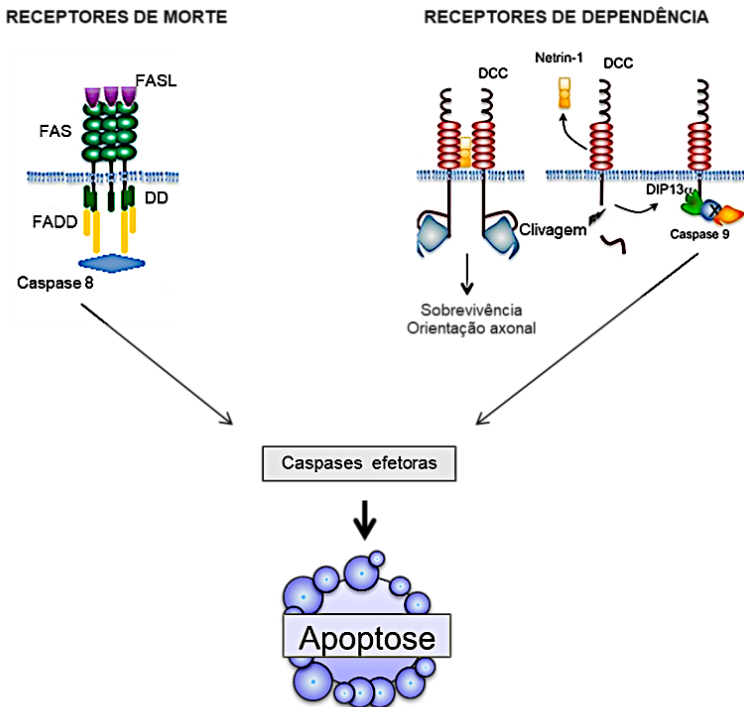 RECEPTORES DE MORTE
FASL
FAS
DD
FADD
Caspase 8
RECEPTORES DE DEPENDÊNCIA
Netrin-1
DCC
DCC
DIP13α
Clivagem
X
Caspase 9
Sobrevivência
Orientação axonal
Caspases efetoras
Apoptose